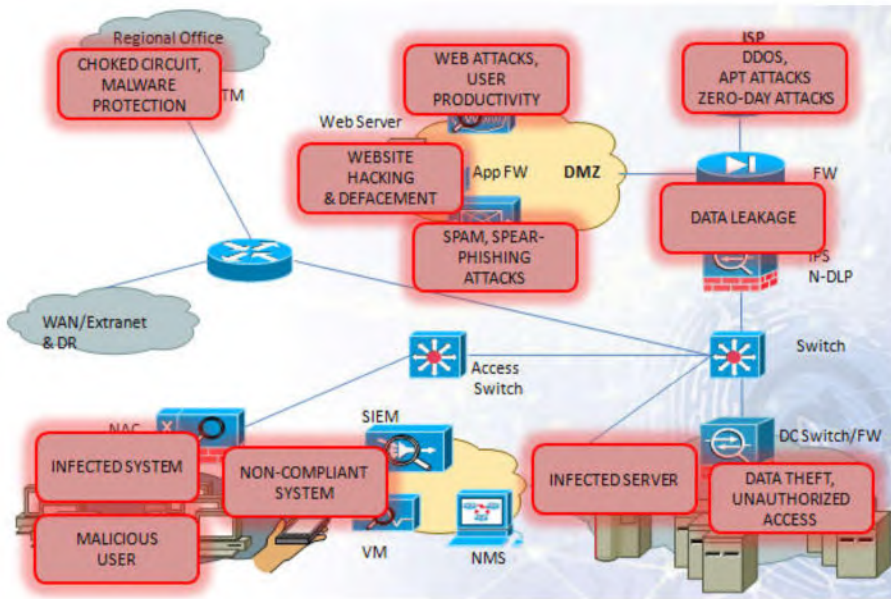 Regional Office
CHOKED CIRCUIT,
MALWARE
PROTECTION
TM
WEB ATTACKS,
USER
PRODUCTIVITY
ISP
DDOS,
APT ATTACKS
ZERO-DAY ATTACKS
Web Server
WEBSITE
HACKING
& DEFACEMENT
App FW
DMZ
FW
DATA LEAKAGE
SPAM, SPEAR-
PHISHING
ATTACKS
IPS
N-DLP
WAN/Extranet
& DR
Access
Switch
Switch
NAC
SIEM
DC Switch/FW
INFECTED SYSTEM
NON-COMPLIANT
SYSTEM
INFECTED SERVER
DATA THEFT,
UNAUTHORIZED
ACCESS
MALICIOUS
USER
VM
NMS